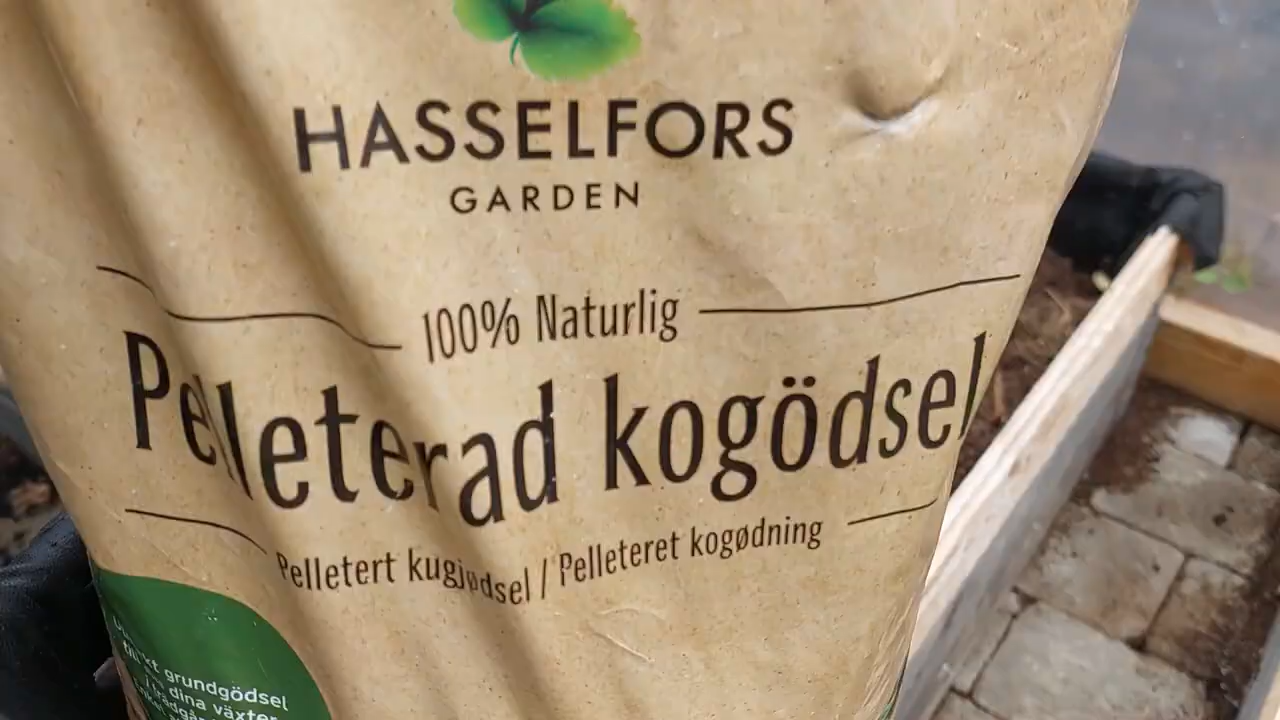 HASSELFORS
GARDEN
100% Naturlig
Pelleterad kogödsel
Pelletert kugjødsel / Pelleteret kogødning
grundgödsel
dina växter